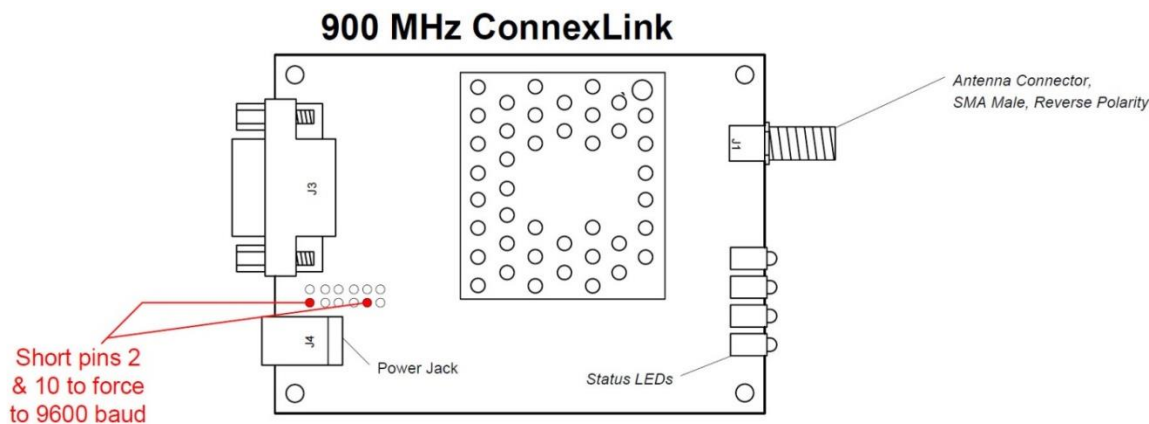 900 MHz ConnexLink
Antenna Connector,
SMA Male, Reverse Polarity
J1
J3
J4
Power Jack
Status LEDs
Short pins 2
& 10 to force
to 9600 baud